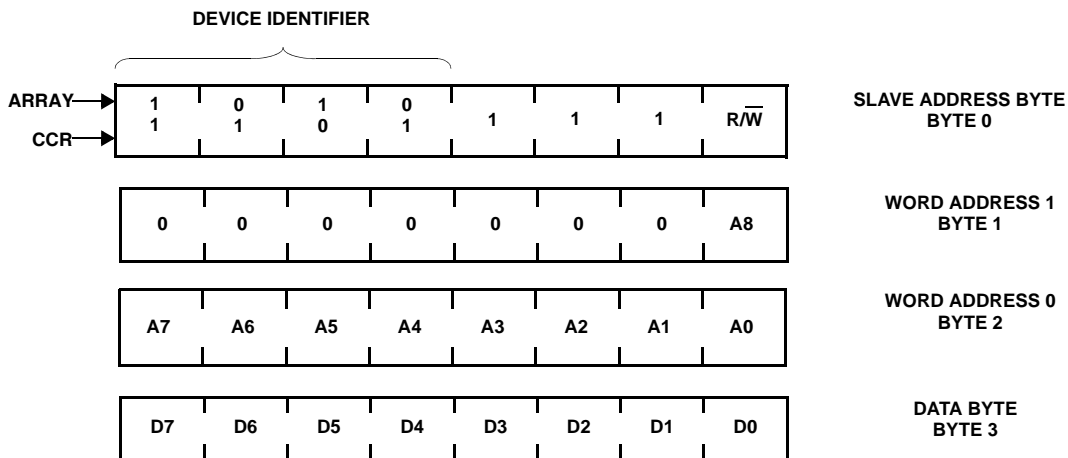 DEVICE IDENTIFIER
ARRAY
CCR
1 0 1 0
1 1 0 1 1 1 1 R/W̅
SLAVE ADDRESS BYTE
BYTE 0
0 0 0 0 0 0 0 A8
WORD ADDRESS 1
BYTE 1
A7 A6 A5 A4 A3 A2 A1 A0
WORD ADDRESS 0
BYTE 2
D7 D6 D5 D4 D3 D2 D1 D0
DATA BYTE
BYTE 3